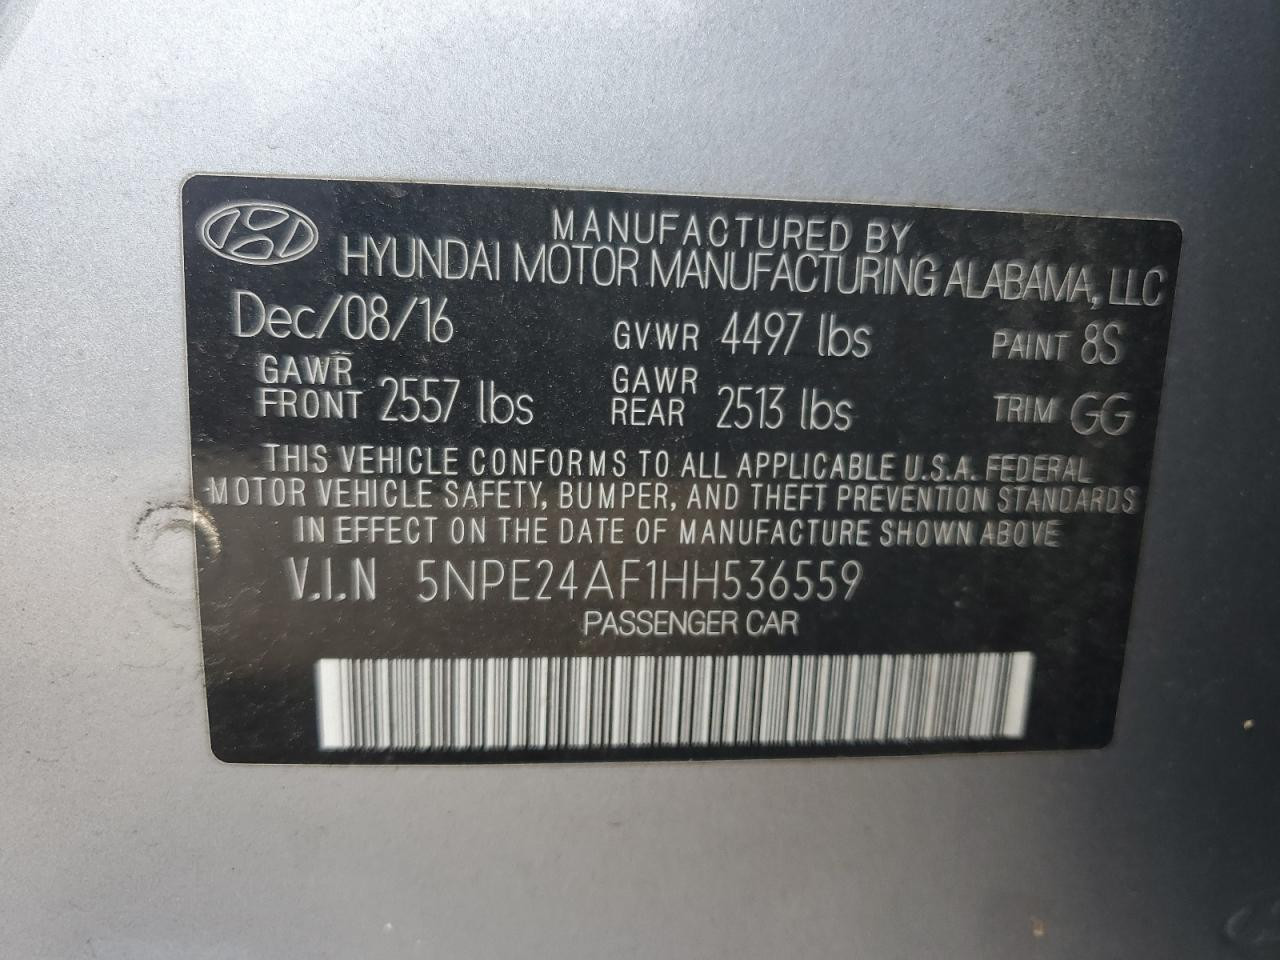 MANUFACTURED BY
HYUNDAI MOTOR MANUFACTURING ALABAMA, LLC
Dec/08/16 GVWR 4497 lbs PAINT 8S
GAWR FRONT 2557 lbs GAWR REAR 2513 lbs TRIM GG
THIS VEHICLE CONFORMS TO ALL APPLICABLE U.S.A. FEDERAL
MOTOR VEHICLE SAFETY, BUMPER, AND THEFT PREVENTION STANDARDS
IN EFFECT ON THE DATE OF MANUFACTURE SHOWN ABOVE
V.I.N 5NPE24AF1HH536559
PASSENGER CAR